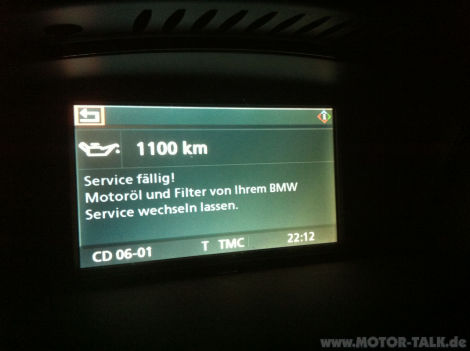 1100 km
Service fällig!
Motoröl und Filter von Ihrem BMW
Service wechseln lassen.
CD 06-01 T TMC 22:12
www.MOTOR-TALK.de